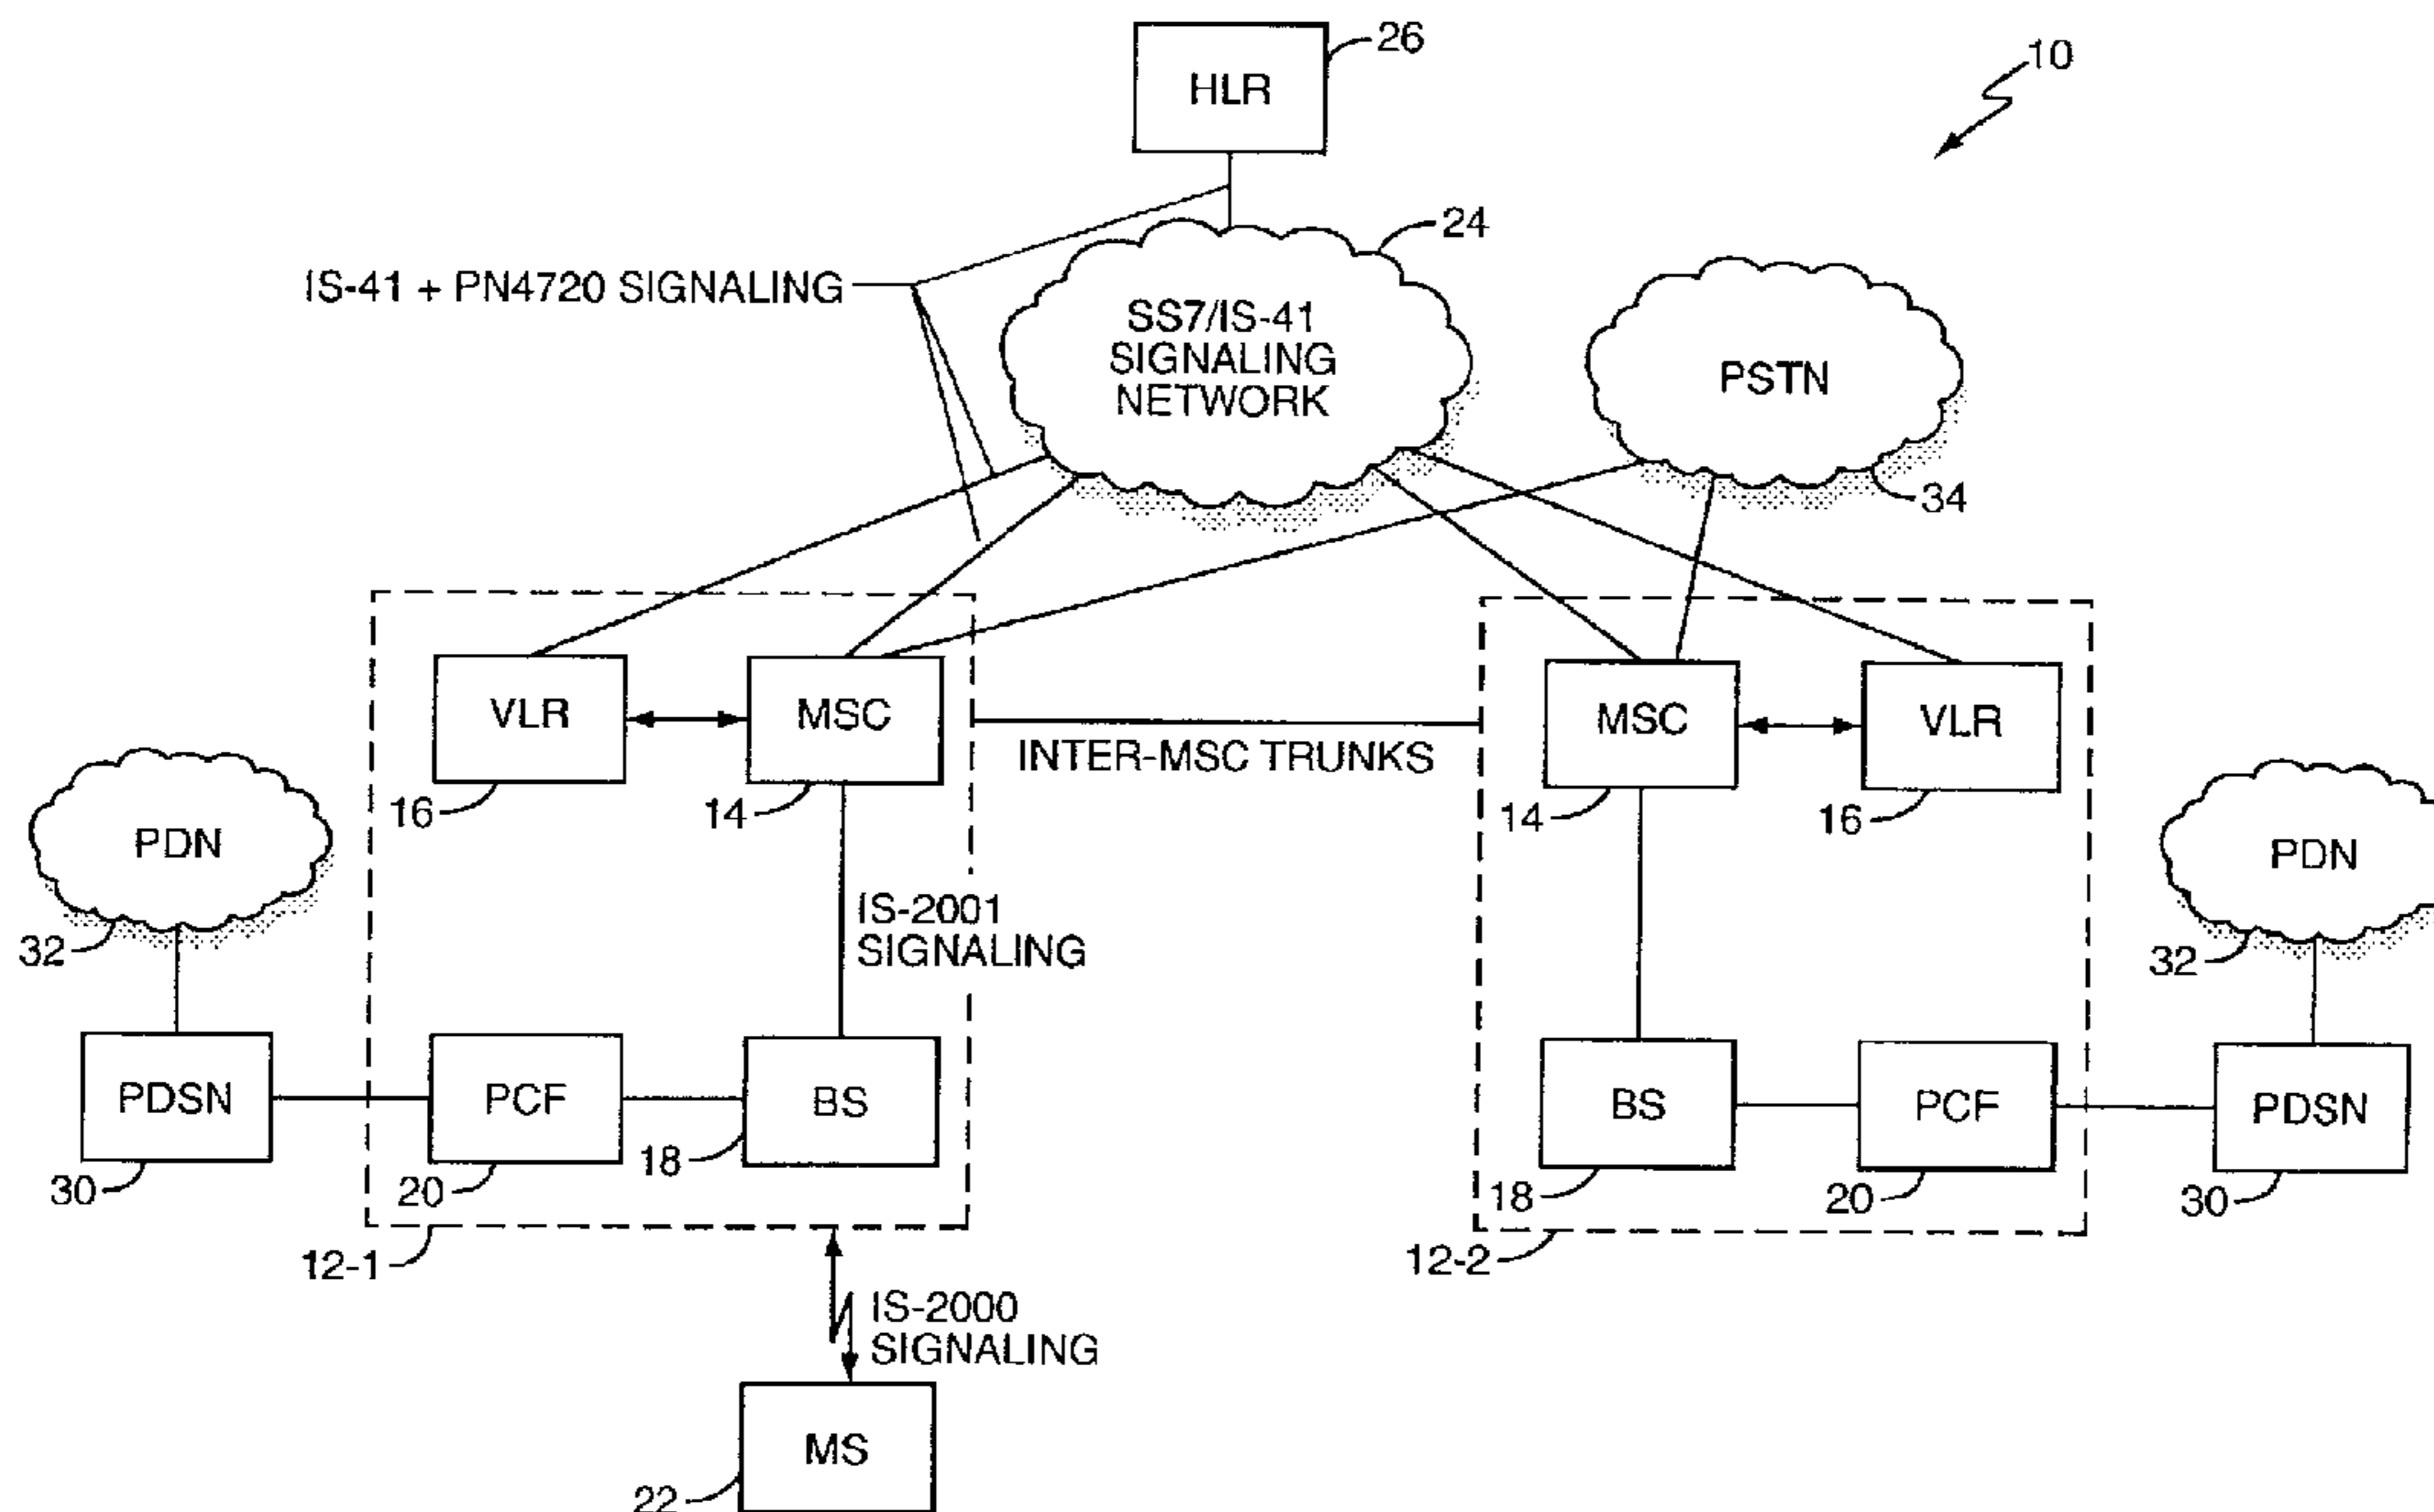 26
10
HLR
24
IS-41 + PN4720 SIGNALING
SS7/IS-41
SIGNALING
NETWORK
PSTN
34
VLR
MSC
MSC
VLR
INTER-MSC TRUNKS
16
14
14
16
PDN
PDN
IS-2001
SIGNALING
32
32
PDSN
PCF
BS
BS
PCF
PDSN
30
20
18
18
20
30
12-1
12-2
IS-2000
SIGNALING
MS
22